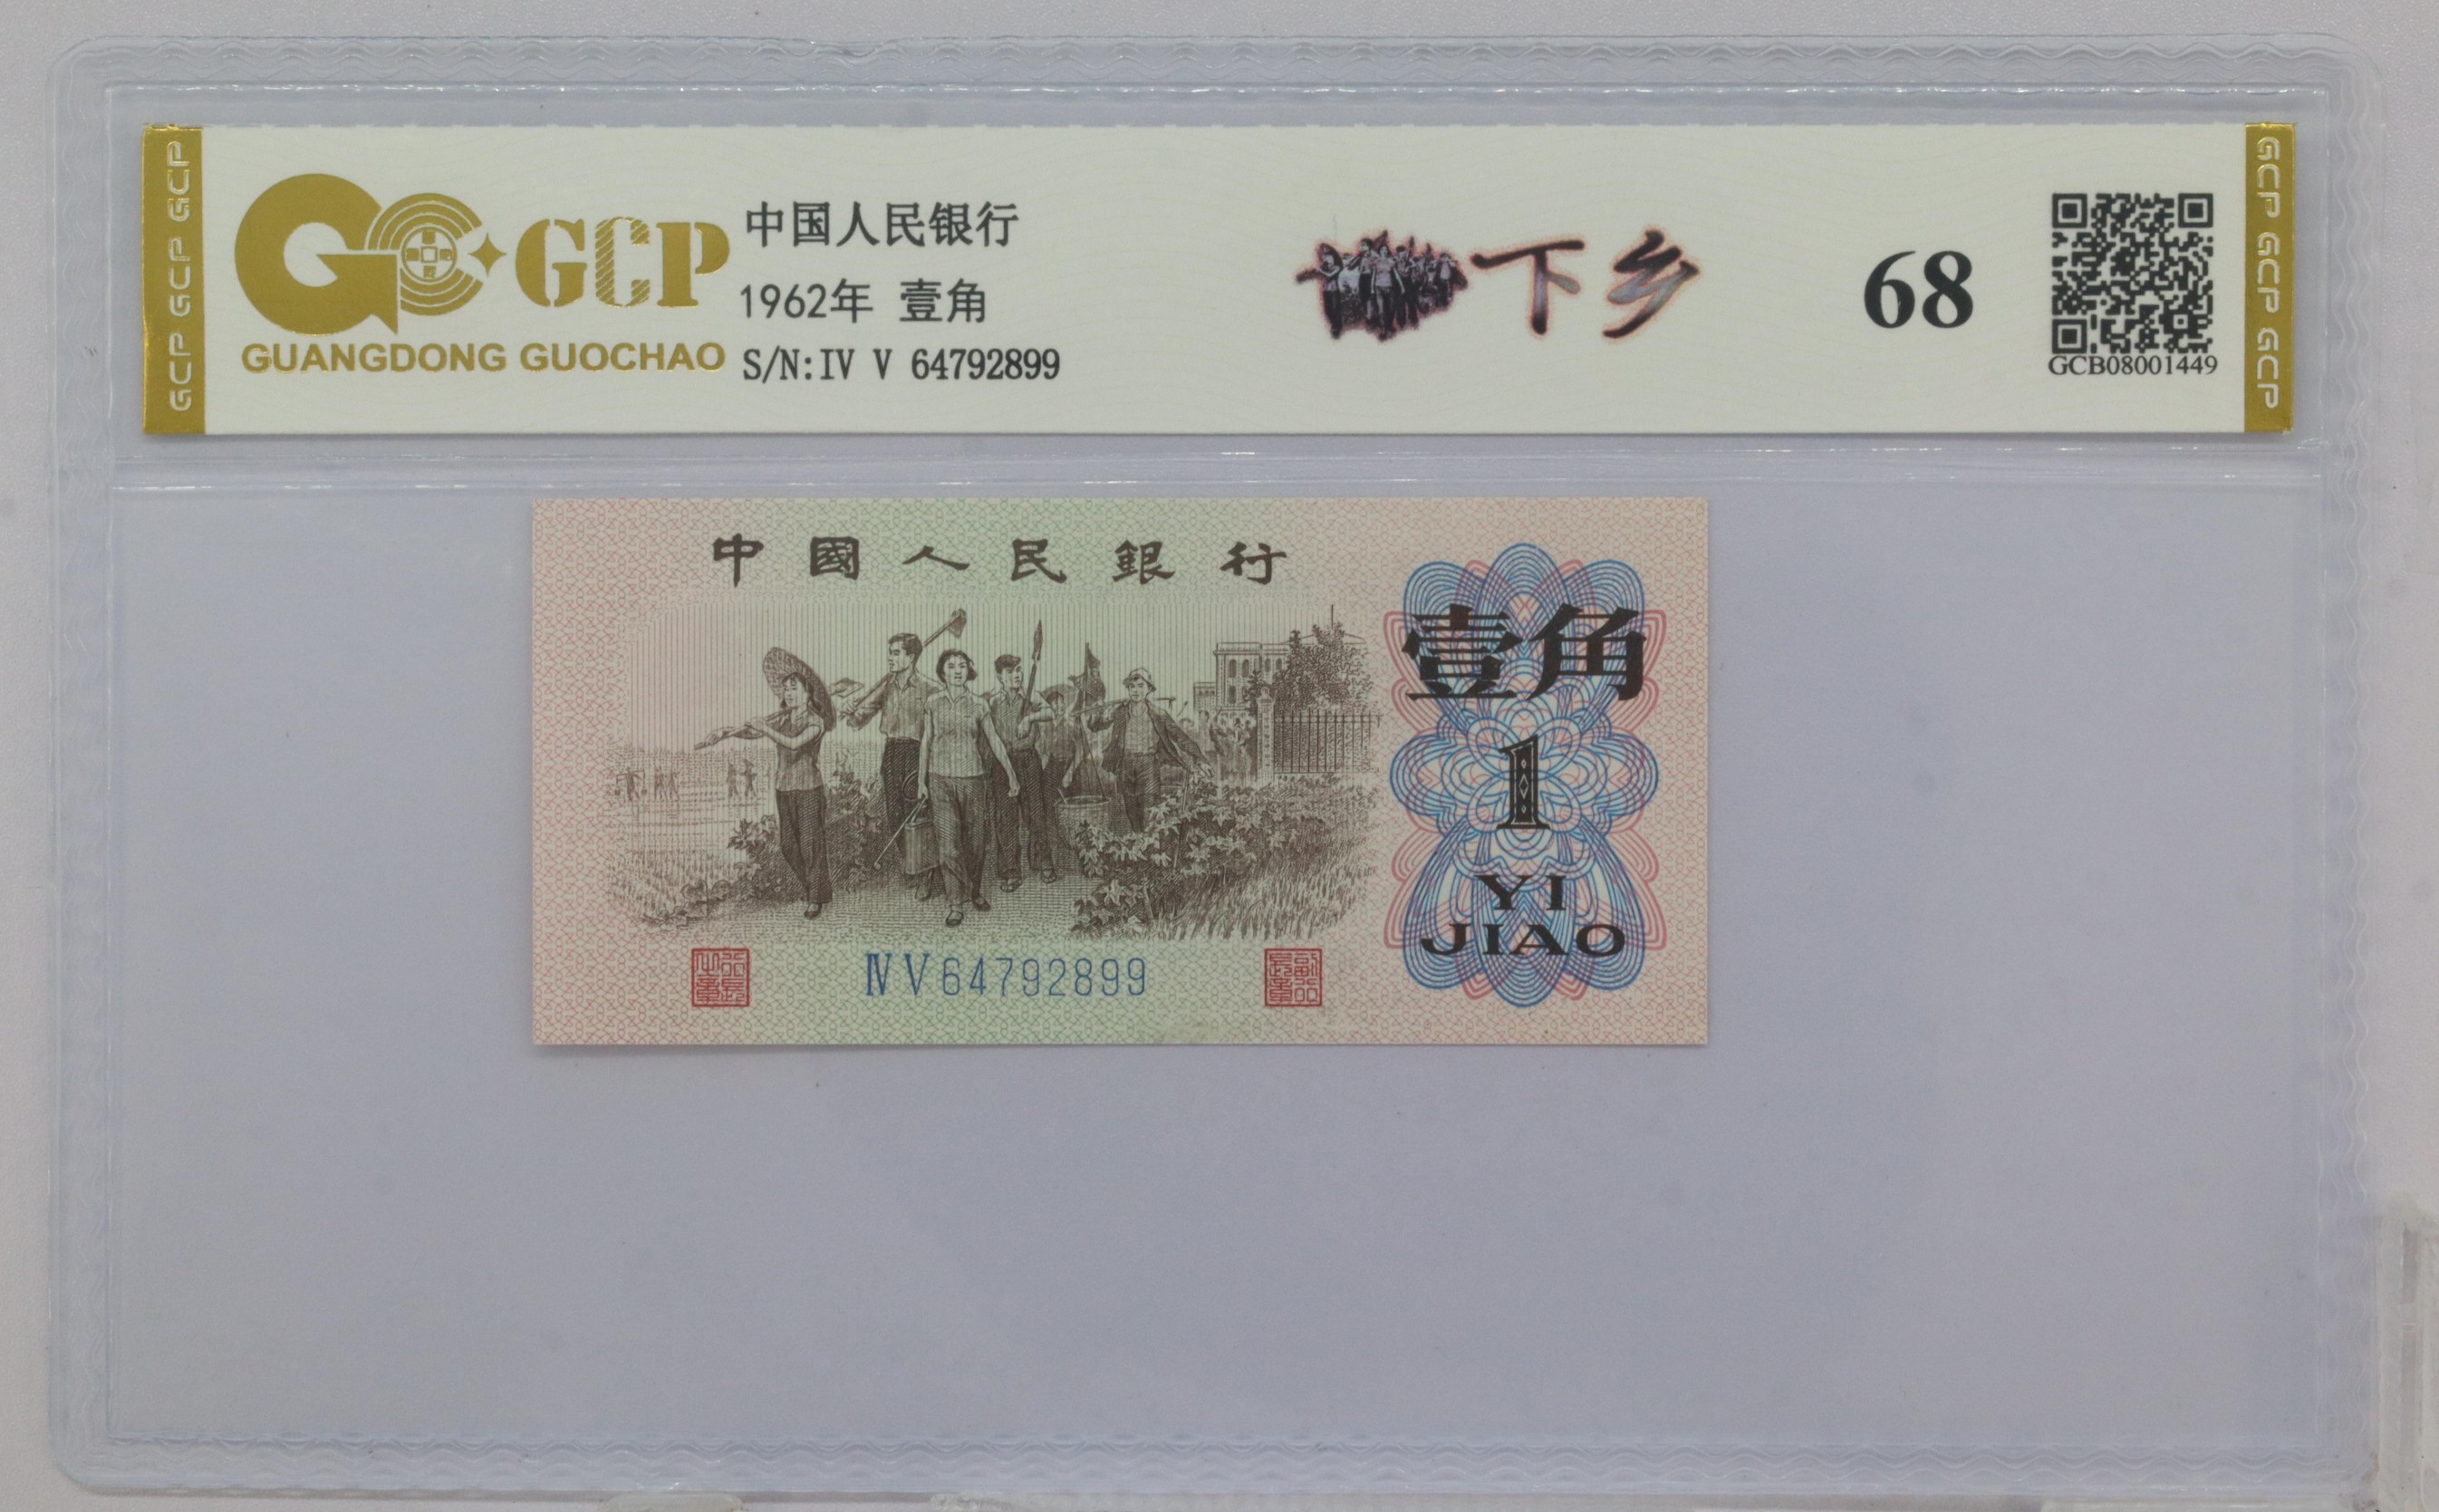 GCP GCP GCP
GCP
GUANGDONG GUOCHAO
中国人民银行
1962年 壹角
S/N:IV V 64792899
下乡
68
GCB08001449
GCP GCP GCP
中國人民銀行
壹角
1
YI
JIAO
ⅣⅤ64792899